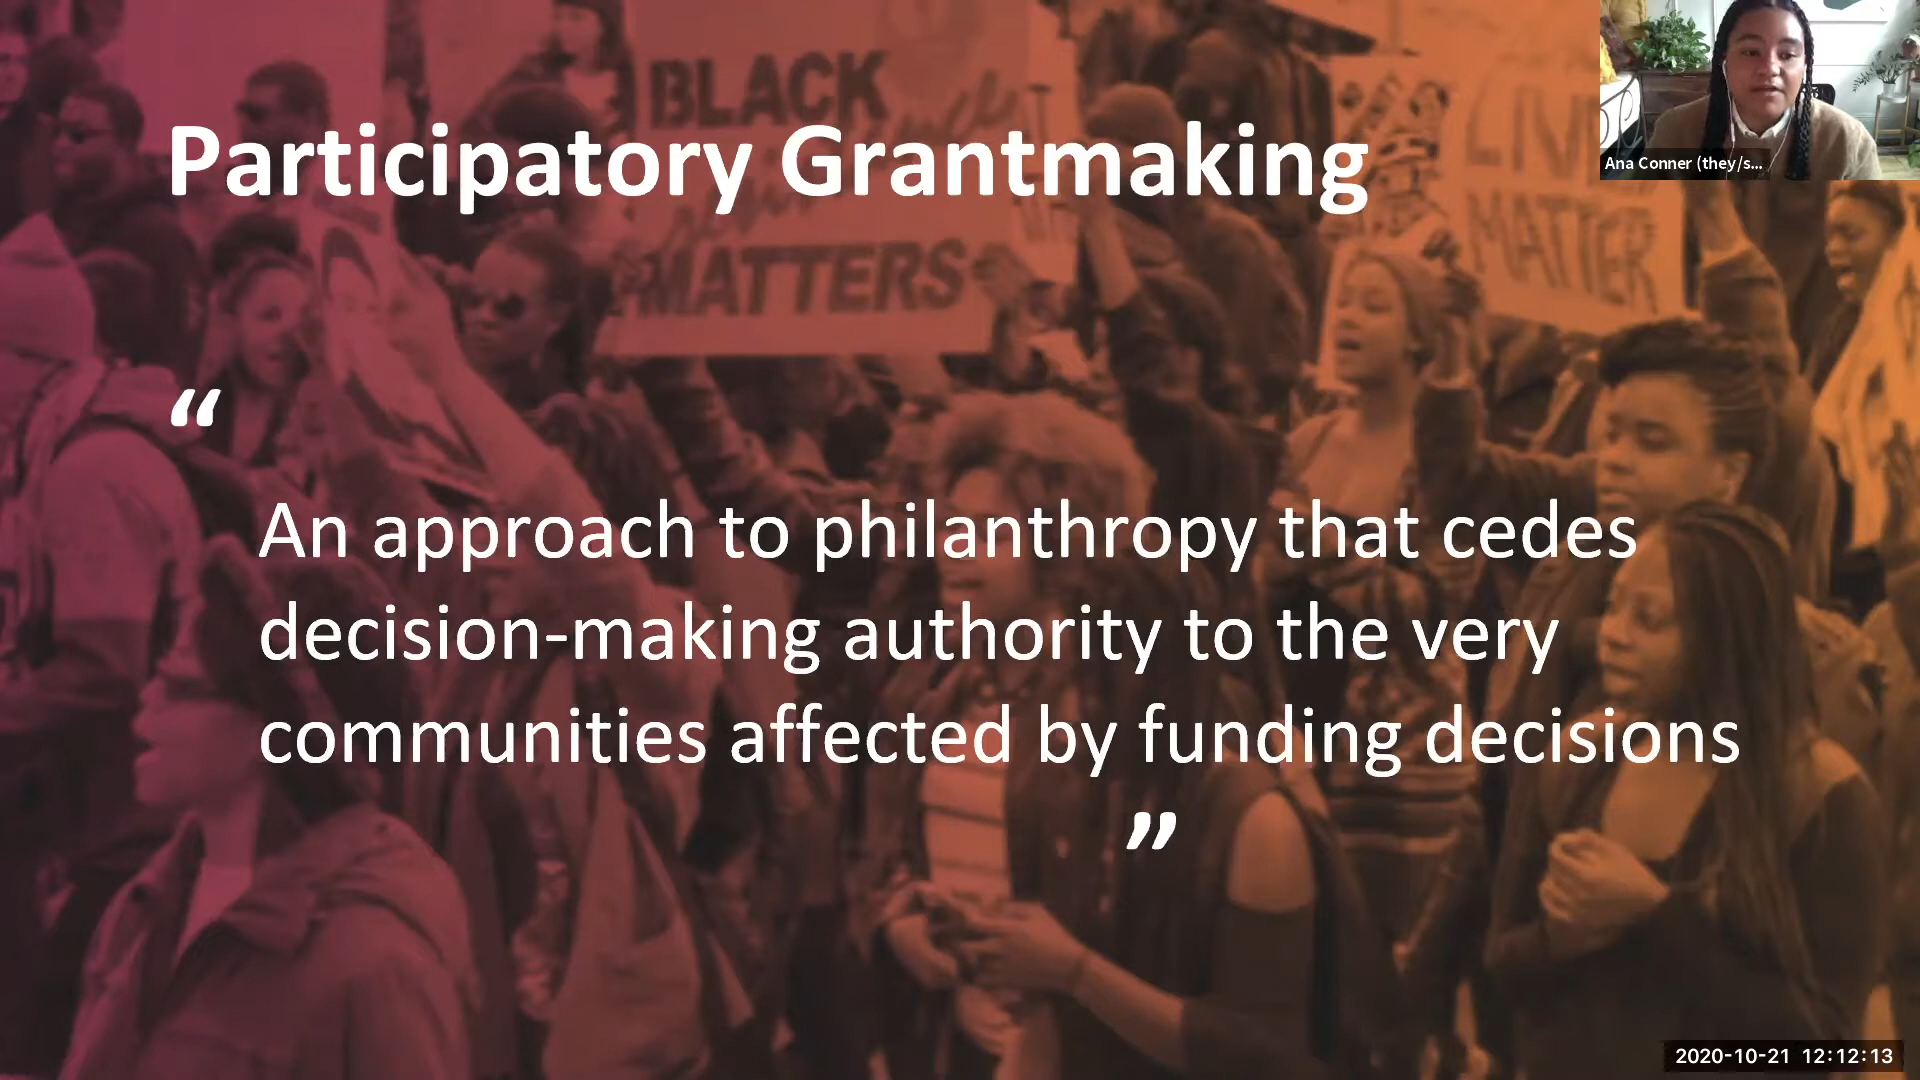 BLACK
Participatory Grantmaking
MATTERS
MATTER
Ana Conner (they/s...
“
An approach to philanthropy that cedes
decision-making authority to the very
communities affected by funding decisions
”
2020-10-21 12:12:13